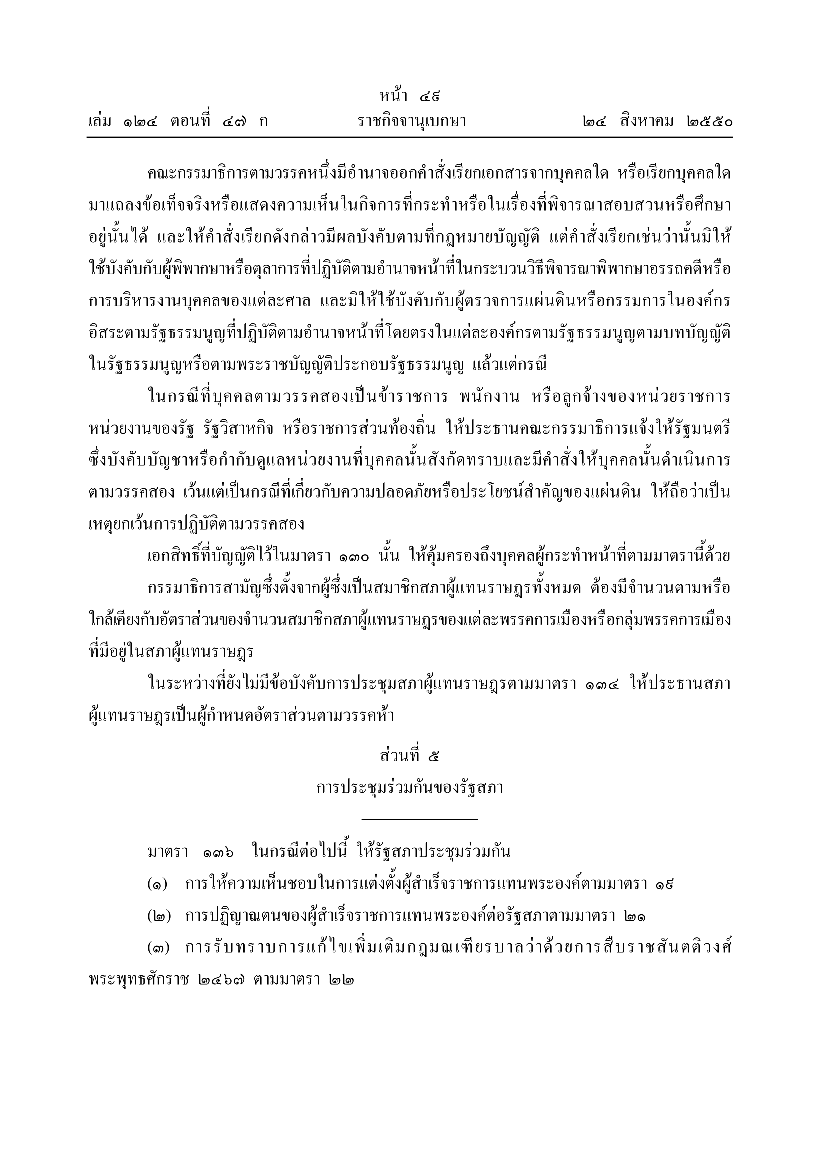 หน้า ๔๙
เล่ม ๑๒๔ ตอนที่ ๔๗ ก ราชกิจจานุเบกษา ๒๔ สิงหาคม ๒๕๕๐
คณะกรรมาธิการตามวรรคหนึ่งมีอำนาจออกคำสั่งเรียกเอกสารจากบุคคลใด หรือเรียกบุคคลใด
มาแถลงข้อเท็จจริงหรือแสดงความเห็นในกิจการที่กระทำหรือในเรื่องที่พิจารณาสอบสวนหรือศึกษา
อยู่นั้นได้ และให้คำสั่งเรียกดังกล่าวมีผลบังคับตามที่กฎหมายบัญญัติ แต่คำสั่งเรียกเช่นว่านั้นมิให้
ใช้บังคับกับผู้พิพากษาหรือตุลาการที่ปฏิบัติตามอำนาจหน้าที่ในกระบวนวิธีพิจารณาพิพากษาอรรถคดีหรือ
การบริหารงานบุคคลของแต่ละศาล และมิให้ใช้บังคับกับผู้ตรวจการแผ่นดินหรือกรรมการในองค์กร
อิสระตามรัฐธรรมนูญที่ปฏิบัติตามอำนาจหน้าที่โดยตรงในแต่ละองค์กรตามรัฐธรรมนูญตามบทบัญญัติ
ในรัฐธรรมนูญหรือตามพระราชบัญญัติประกอบรัฐธรรมนูญ แล้วแต่กรณี
ในกรณีที่บุคคลตามวรรคสองเป็นข้าราชการ พนักงาน หรือลูกจ้างของหน่วยราชการ
หน่วยงานของรัฐ รัฐวิสาหกิจ หรือราชการส่วนท้องถิ่น ให้ประธานคณะกรรมาธิการแจ้งให้รัฐมนตรี
ซึ่งบังคับบัญชาหรือกำกับดูแลหน่วยงานที่บุคคลนั้นสังกัดทราบและมีคำสั่งให้บุคคลนั้นดำเนินการ
ตามวรรคสอง เว้นแต่เป็นกรณีที่เกี่ยวกับความปลอดภัยหรือประโยชน์สำคัญของแผ่นดิน ให้ถือว่าเป็น
เหตุยกเว้นการปฏิบัติตามวรรคสอง
เอกสิทธิ์ที่บัญญัติไว้ในมาตรา ๑๓๐ นั้น ให้คุ้มครองถึงบุคคลผู้กระทำหน้าที่ตามมาตรานี้ด้วย
กรรมาธิการสามัญซึ่งตั้งจากผู้ซึ่งเป็นสมาชิกสภาผู้แทนราษฎรทั้งหมด ต้องมีจำนวนตามหรือ
ใกล้เคียงกับอัตราส่วนของจำนวนสมาชิกสภาผู้แทนราษฎรของแต่ละพรรคการเมืองหรือกลุ่มพรรคการเมือง
ที่มีอยู่ในสภาผู้แทนราษฎร
ในระหว่างที่ยังไม่มีข้อบังคับการประชุมสภาผู้แทนราษฎรตามมาตรา ๑๓๔ ให้ประธานสภา
ผู้แทนราษฎรเป็นผู้กำหนดอัตราส่วนตามวรรคห้า
ส่วนที่ ๕
การประชุมร่วมกันของรัฐสภา
มาตรา ๑๓๖ ในกรณีต่อไปนี้ ให้รัฐสภาประชุมร่วมกัน
(๑) การให้ความเห็นชอบในการแต่งตั้งผู้สำเร็จราชการแทนพระองค์ตามมาตรา ๑๙
(๒) การปฏิญาณตนของผู้สำเร็จราชการแทนพระองค์ต่อรัฐสภาตามมาตรา ๒๑
(๓) การรับทราบการแก้ไขเพิ่มเติมกฎมณเฑียรบาลว่าด้วยการสืบราชสันตติวงศ์
พระพุทธศักราช ๒๔๖๗ ตามมาตรา ๒๒